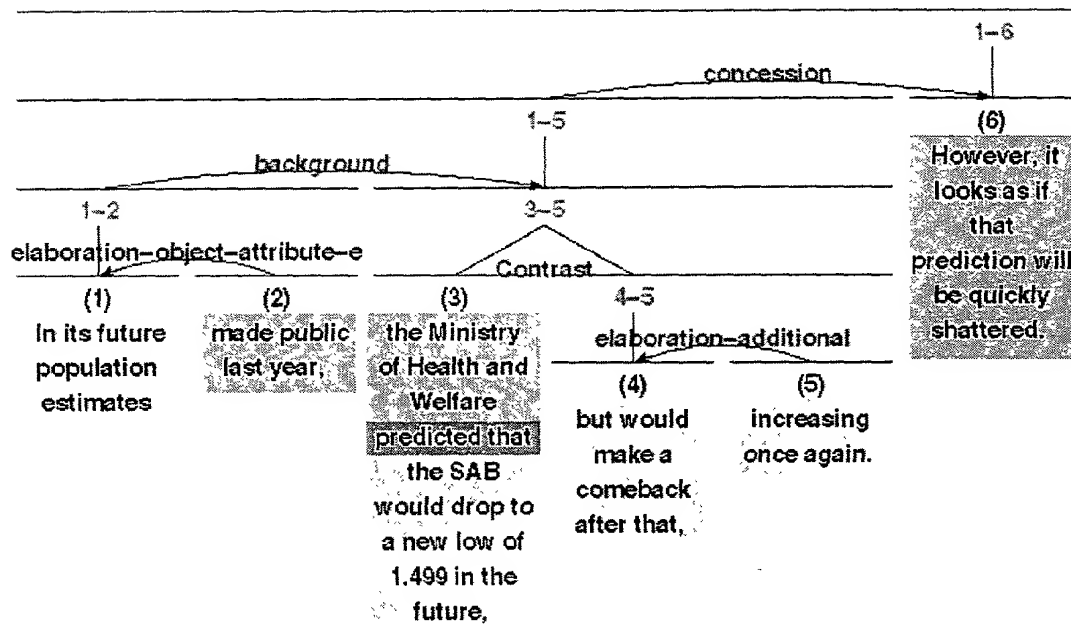 1–6
concession
1–5
(6)
However, it
looks as if
that
prediction will
be quickly
shattered.
background
1–2
3–5
elaboration–object–attribute–e
Contrast
(1)
In its future
population
estimates
(2)
made public
last year,
(3)
the Ministry
of Health and
Welfare
predicted that
the SAB
would drop to
a new low of
1.499 in the
future,
4–5
elaboration–additional
(4)
but would
make a
comeback
after that,
(5)
increasing
once again.